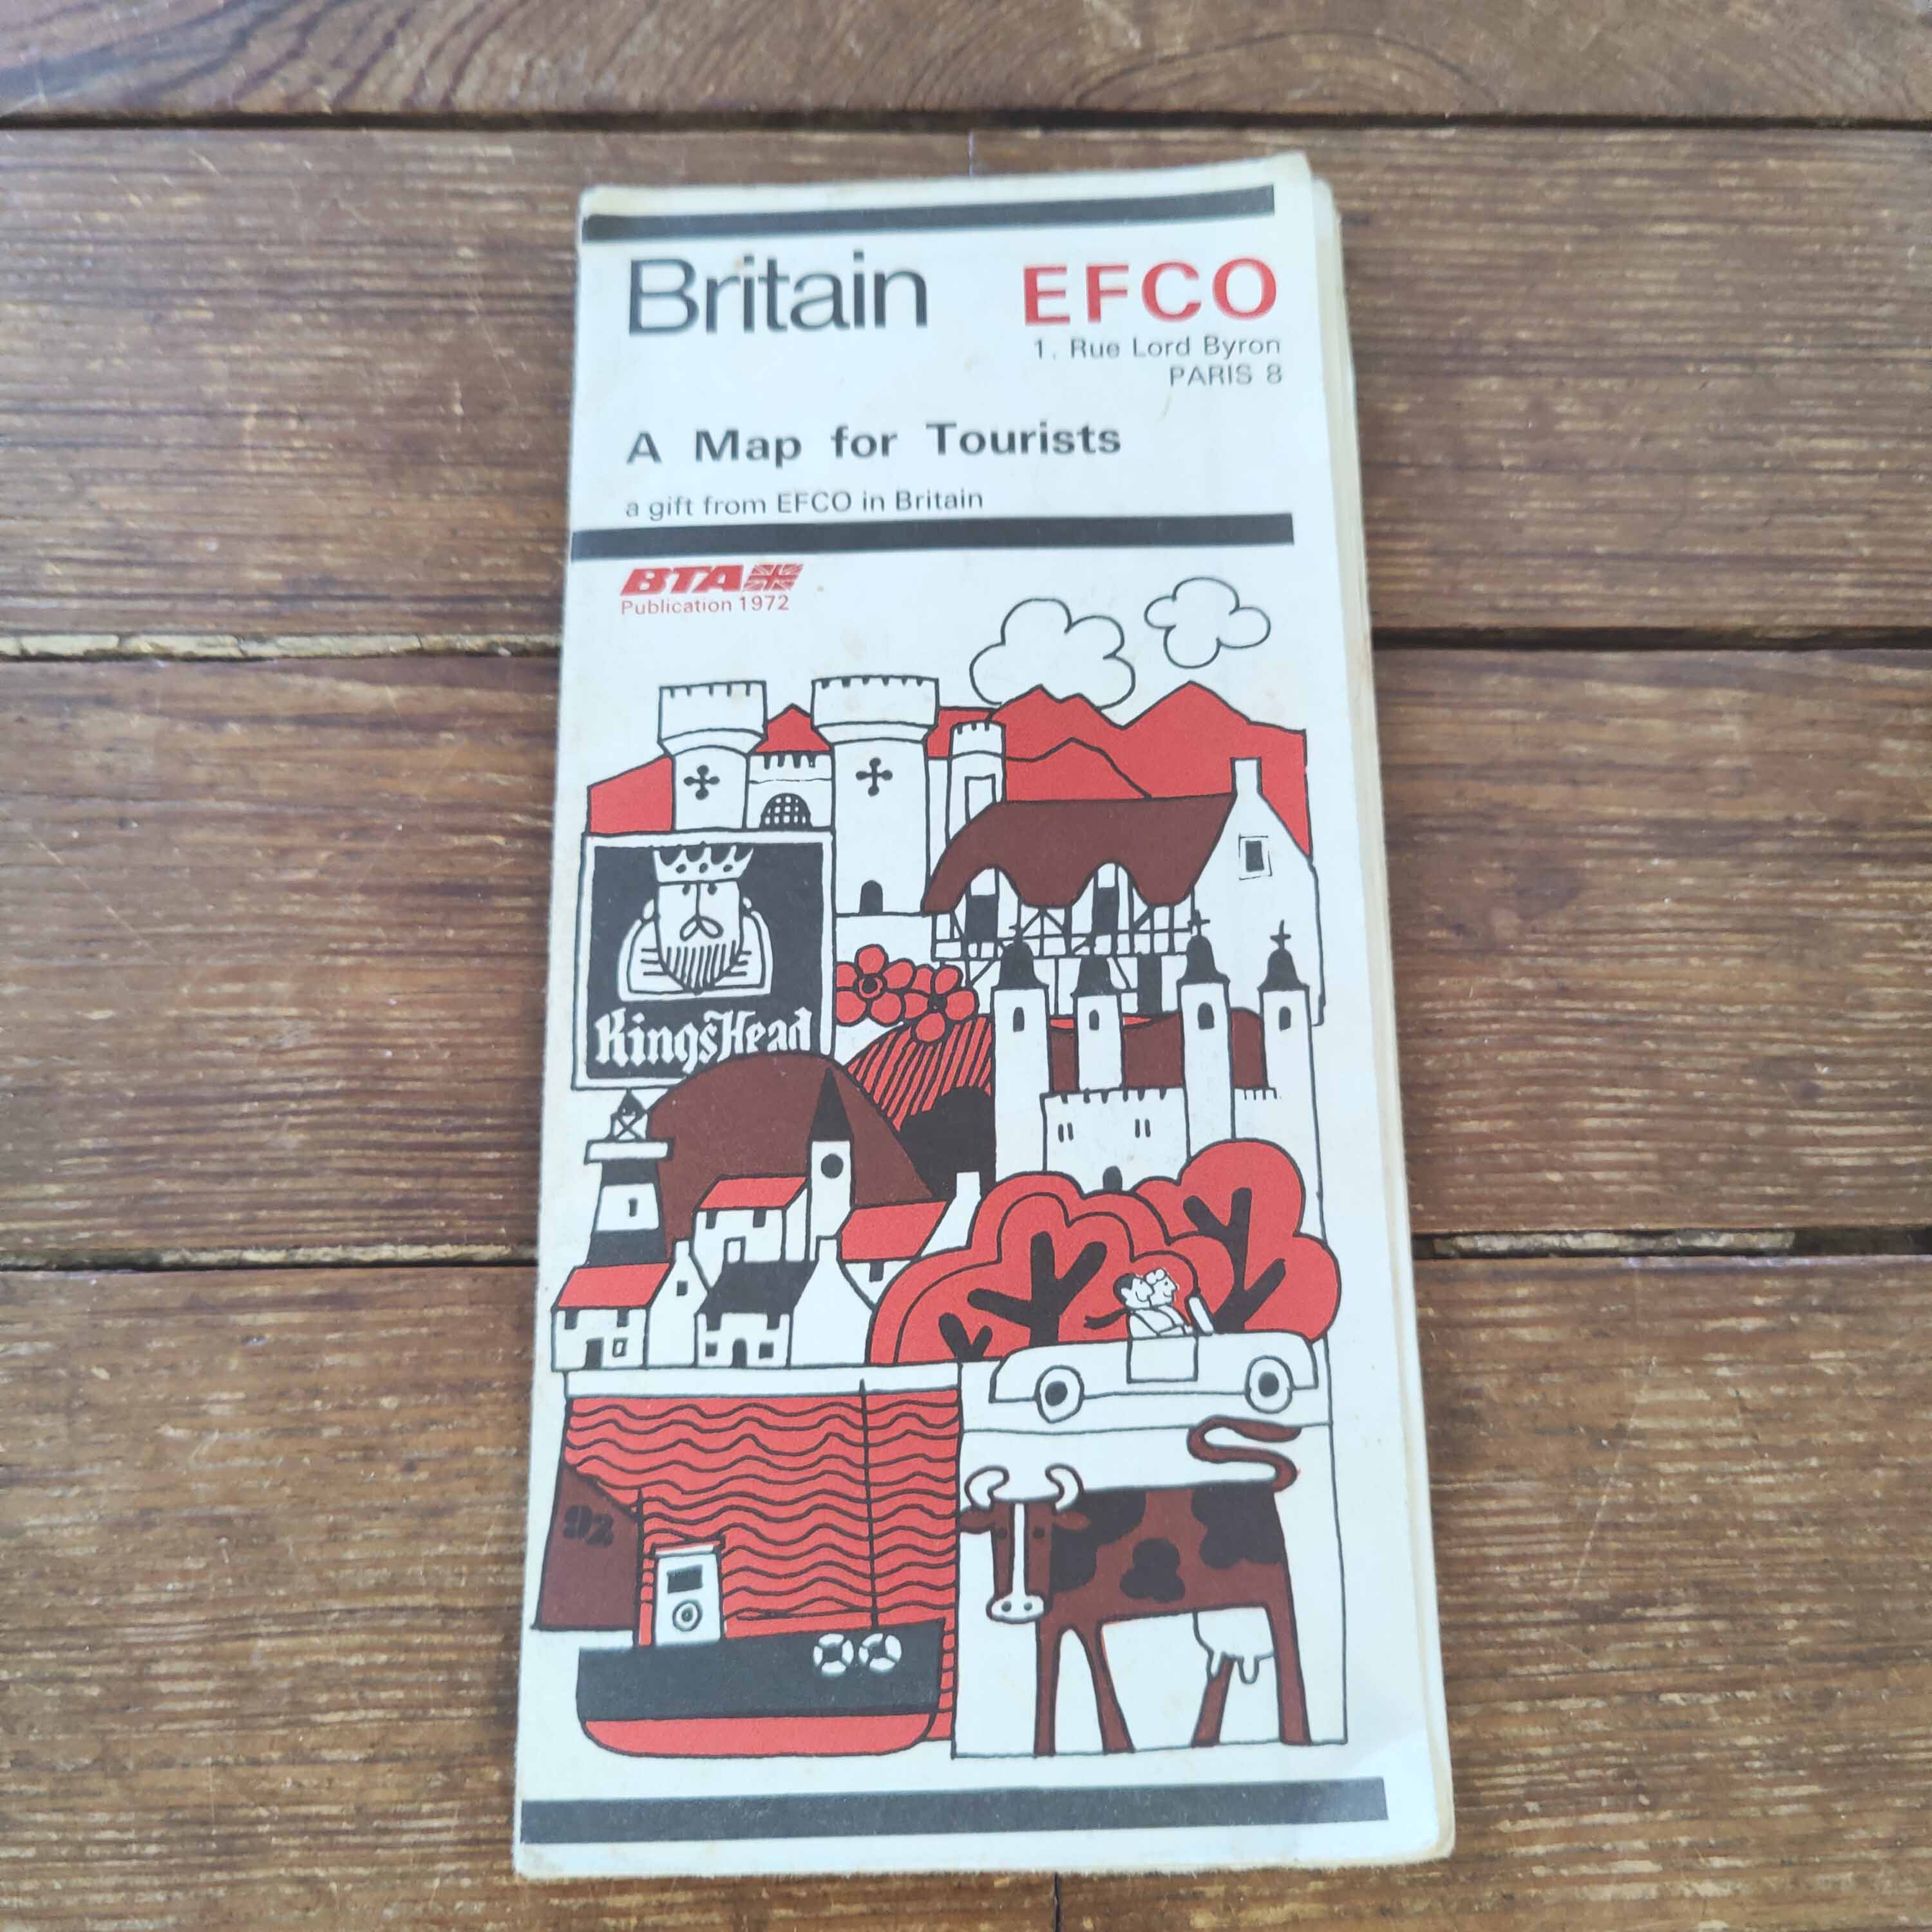 Britain
EFCO
1. Rue Lord Byron
PARIS 8
A Map for Tourists
a gift from EFCO in Britain
BTA
Publication 1972
KingsHead
92